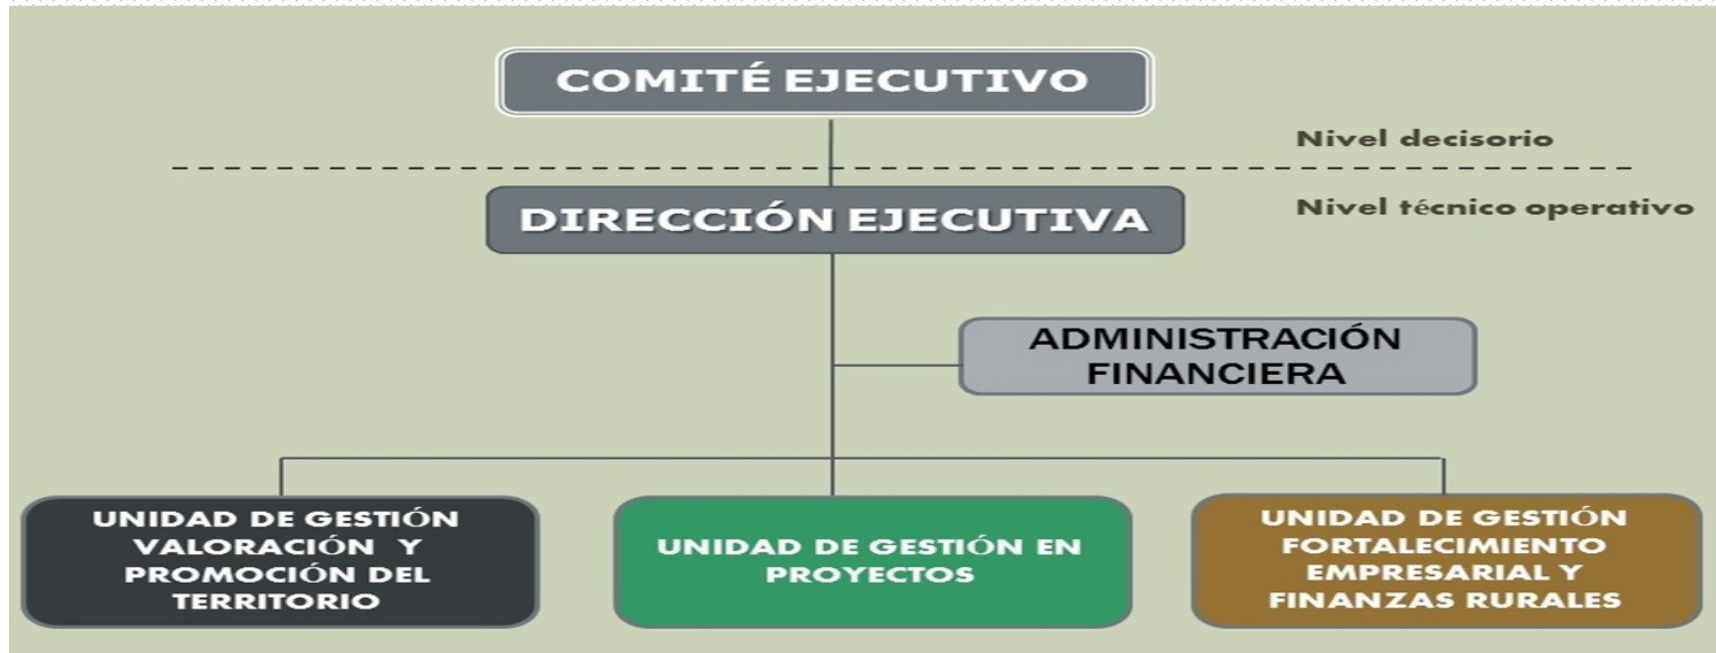 COMITÉ EJECUTIVO
Nivel decisorio
DIRECCIÓN EJECUTIVA
Nivel técnico operativo
ADMINISTRACIÓN
FINANCIERA
UNIDAD DE GESTIÓN
VALORACIÓN Y
PROMOCIÓN DEL
TERRITORIO
UNIDAD DE GESTIÓN EN
PROYECTOS
UNIDAD DE GESTIÓN
FORTALECIMIENTO
EMPRESARIAL Y
FINANZAS RURALES